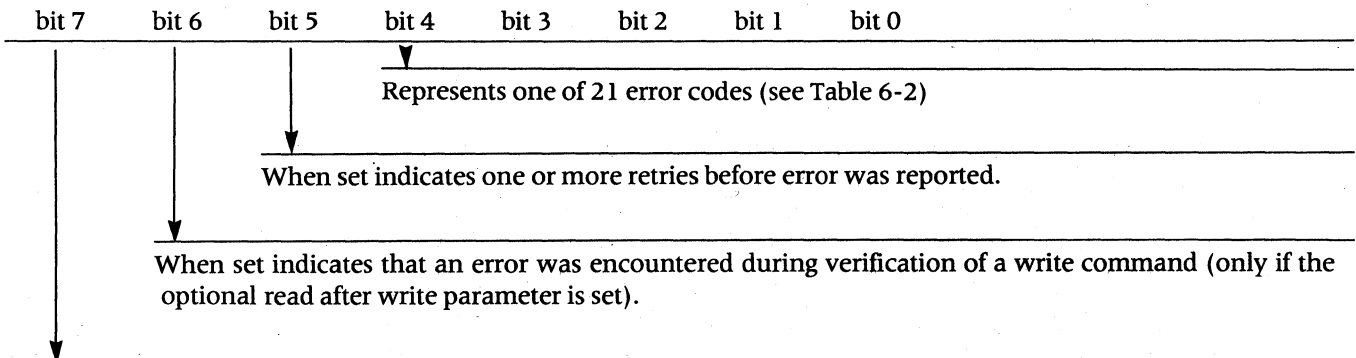 bit 7 bit 6 bit 5 bit 4 bit 3 bit 2 bit 1 bit 0
Represents one of 21 error codes (see Table 6-2)
When set indicates one or more retries before error was reported.
When set indicates that an error was encountered during verification of a write command (only if the
optional read after write parameter is set).